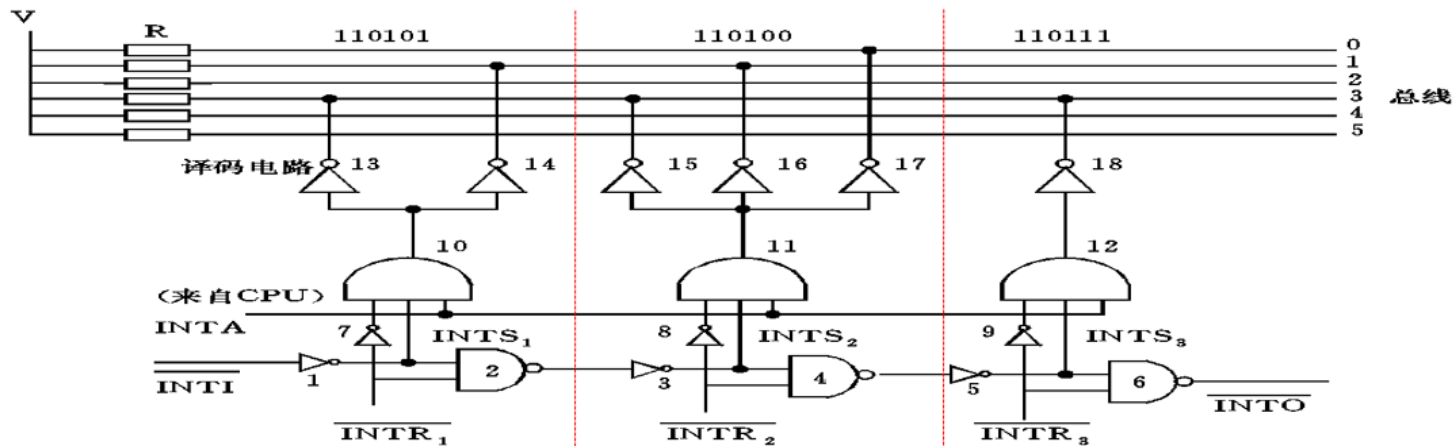 V
R 110101 110100 110111 0
1
2
3 总线
4
5
译码电路 13 14 15 16 17 18
10 11 12
(来自CPU)
INTA 7 INTS₁ 8 INTS₂ 9 INTS₃
INTI 1 2 3 4 5 6 INTO
INTR₁ INTR₂ INTR₃